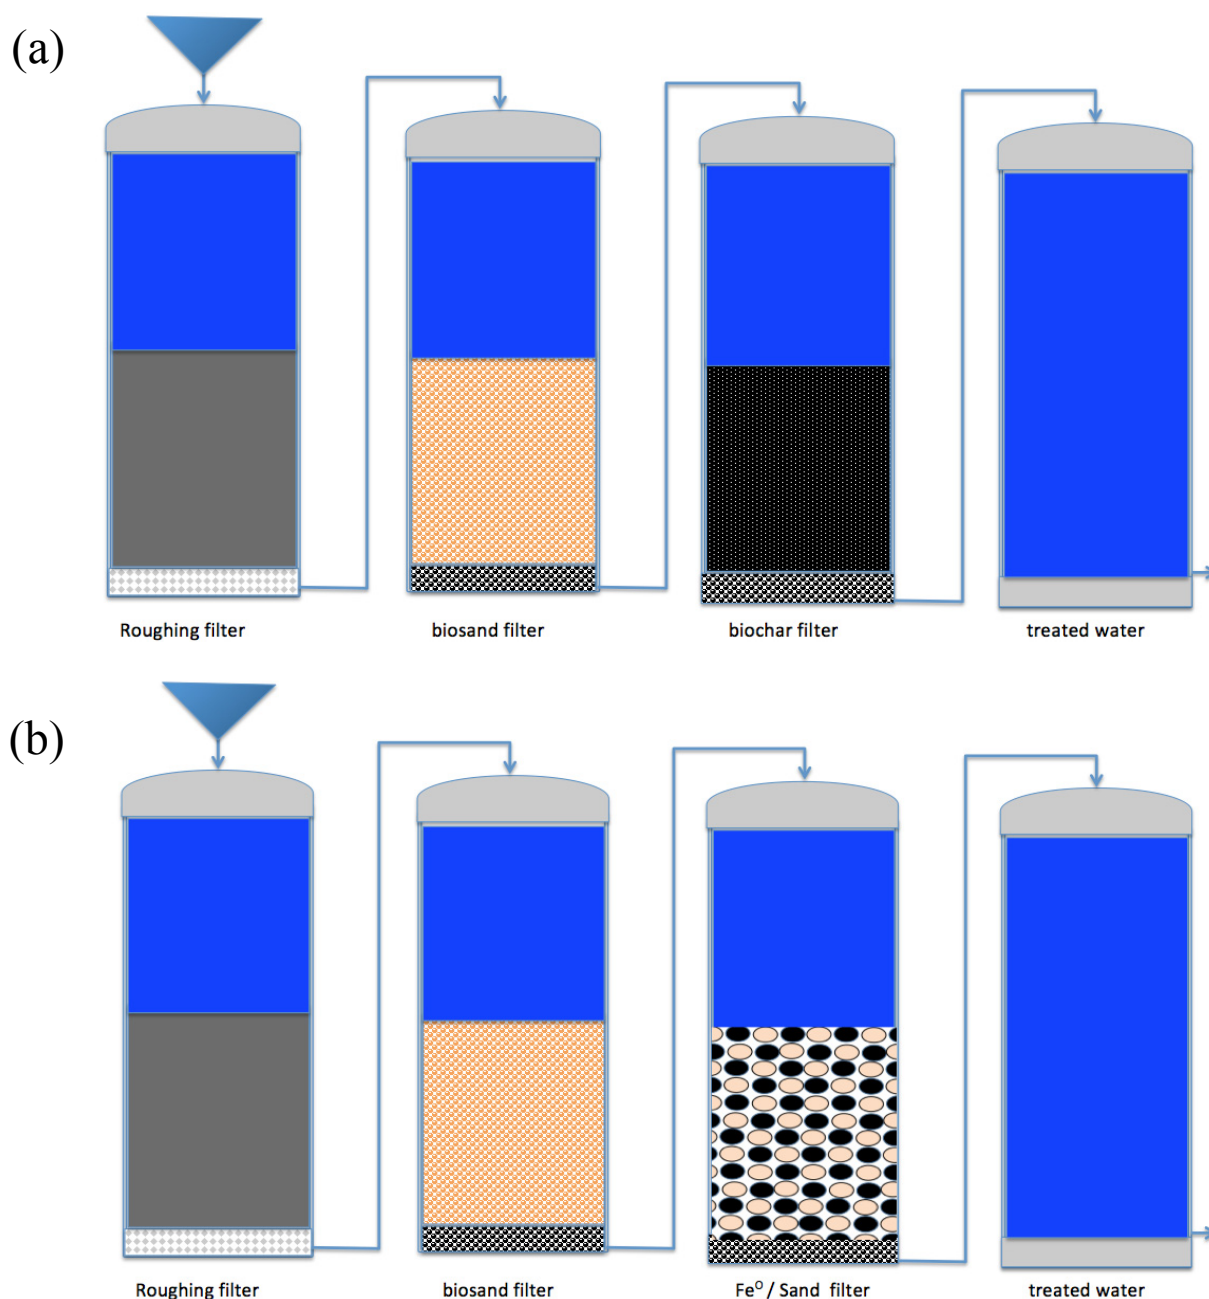 (a)
Roughing filter
biosand filter
biochar filter
treated water
(b)
Roughing filter
biosand filter
Fe⁰ / Sand filter
treated water